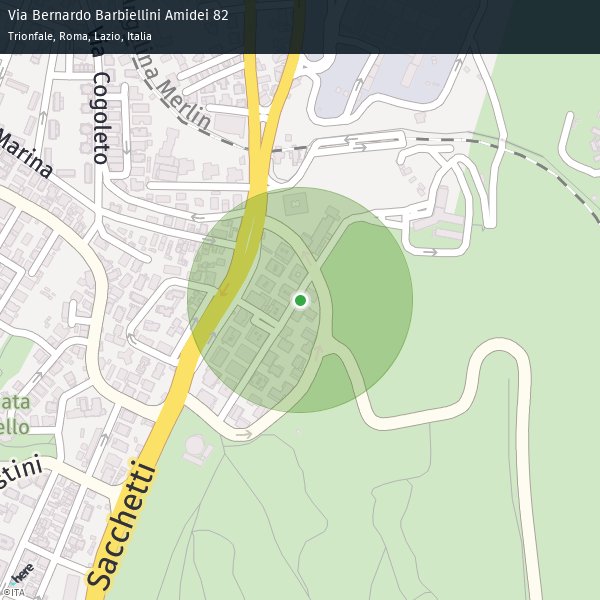 Via Bernardo Barbiellini Amidei 82
Trionfale, Roma, Lazio, Italia
Cogoleto
Merlin
Marina
Sacchetti
here
©ITA